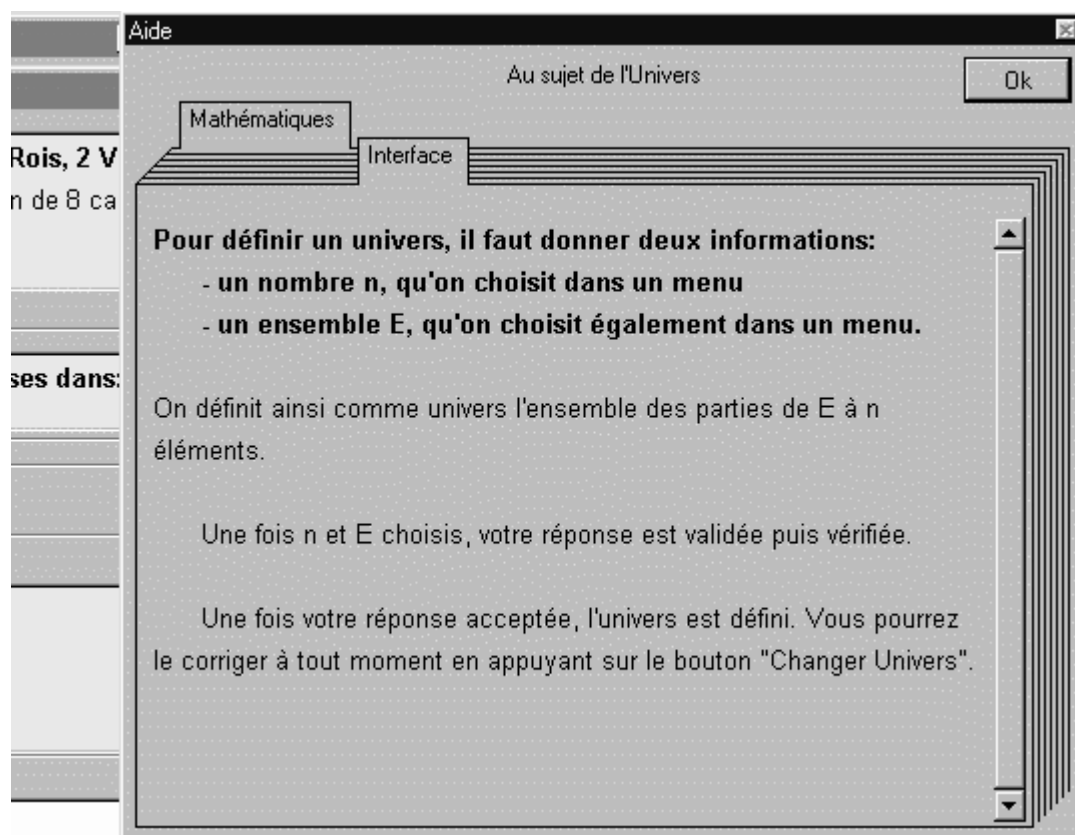 Aide
Au sujet de l'Univers
Ok
Mathématiques
Interface
Rois, 2 V
n de 8 ca
ses dans:
Pour définir un univers, il faut donner deux informations:
- un nombre n, qu'on choisit dans un menu
- un ensemble E, qu'on choisit également dans un menu.
On définit ainsi comme univers l'ensemble des parties de E à n
éléments.
Une fois n et E choisis, votre réponse est validée puis vérifiée.
Une fois votre réponse acceptée, l'univers est défini. Vous pourrez
le corriger à tout moment en appuyant sur le bouton "Changer Univers".